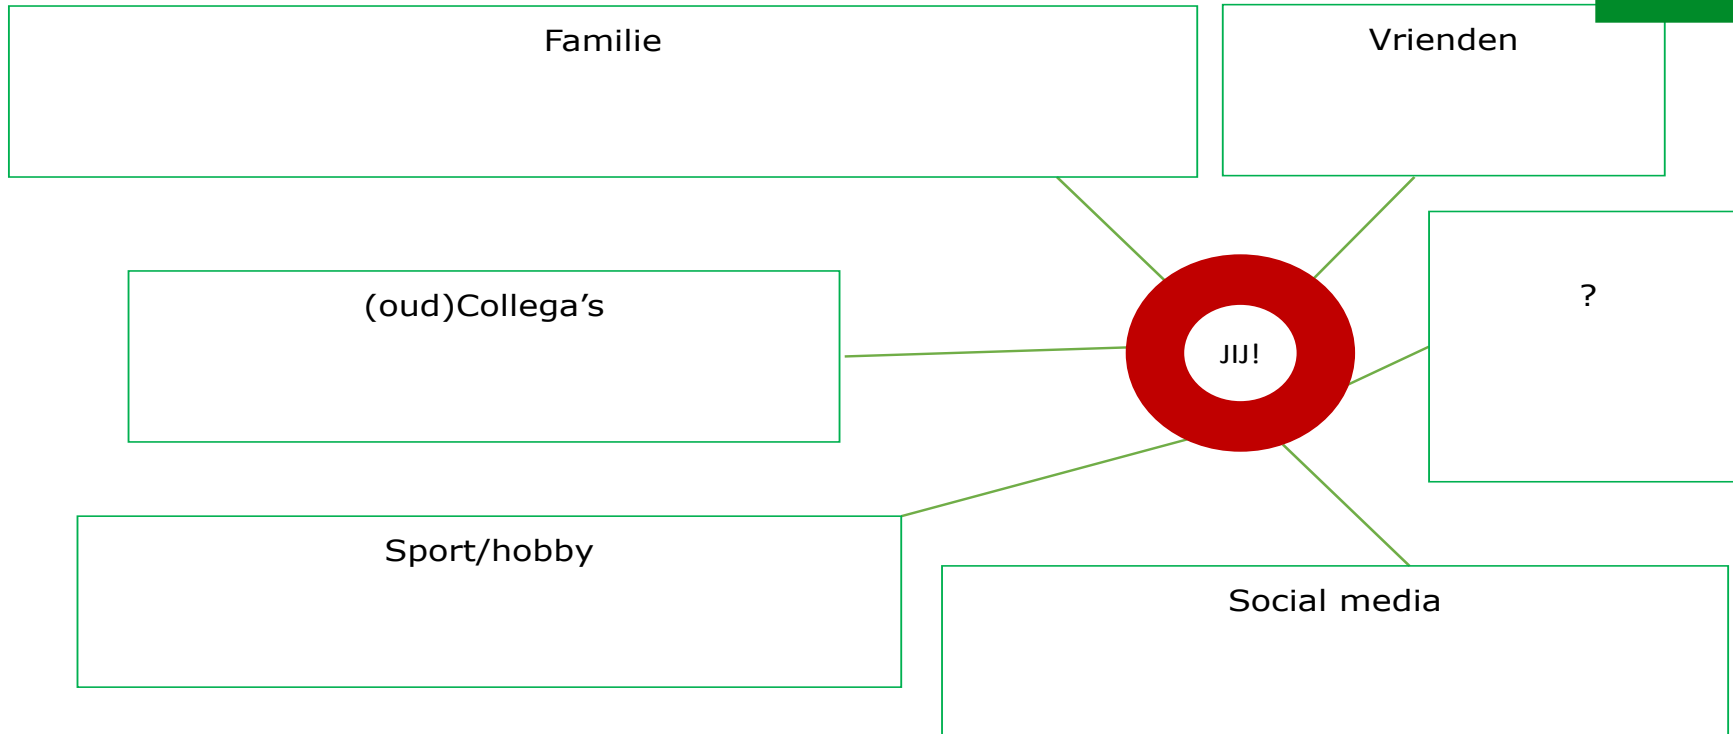 Familie
Vrienden
?
(oud)Collega’s
JIJ!
Sport/hobby
Social media